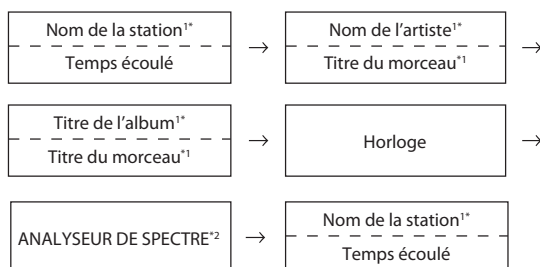 Nom de la station¹*
Temps écoulé
→
Nom de l’artiste¹*
Titre du morceau*¹
→
Titre de l’album¹*
Titre du morceau*¹
→
Horloge
→
ANALYSEUR DE SPECTRE*²
→
Nom de la station¹*
Temps écoulé